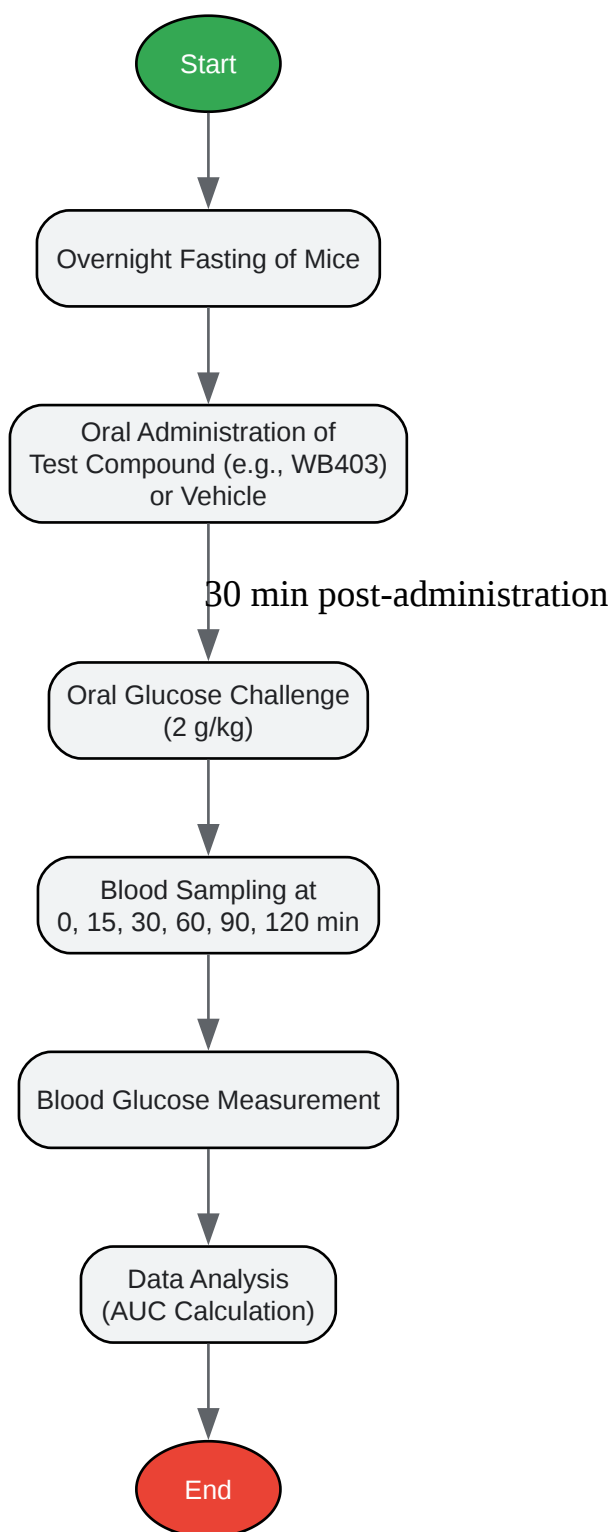 Start
Overnight Fasting of Mice
Oral Administration of
Test Compound (e.g., WB403)
or Vehicle
30 min post-administration
Oral Glucose Challenge
(2 g/kg)
Blood Sampling at
0, 15, 30, 60, 90, 120 min
Blood Glucose Measurement
Data Analysis
(AUC Calculation)
End